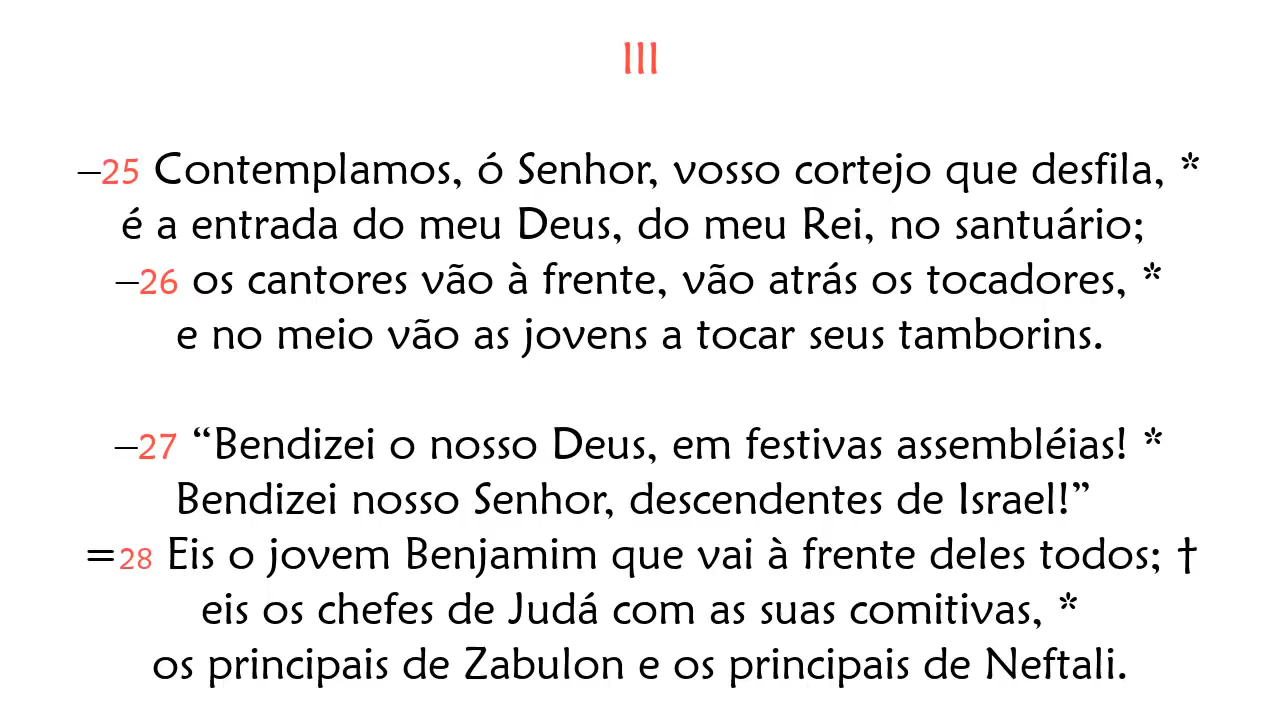 III
–25 Contemplamos, ó Senhor, vosso cortejo que desfila, *
é a entrada do meu Deus, do meu Rei, no santuário;
–26 os cantores vão à frente, vão atrás os tocadores, *
e no meio vão as jovens a tocar seus tamborins.
–27 “Bendizei o nosso Deus, em festivas assembléias! *
Bendizei nosso Senhor, descendentes de Israel!”
=28 Eis o jovem Benjamim que vai à frente deles todos; †
eis os chefes de Judá com as suas comitivas, *
os principais de Zabulon e os principais de Neftali.